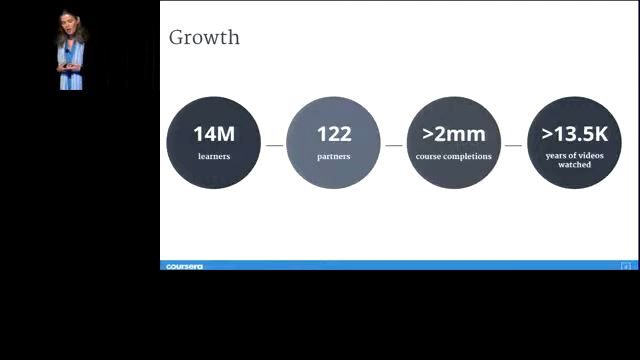 Growth
14M
learners
122
partners
>2mm
course completions
>13.5K
years of videos
watched
coursera